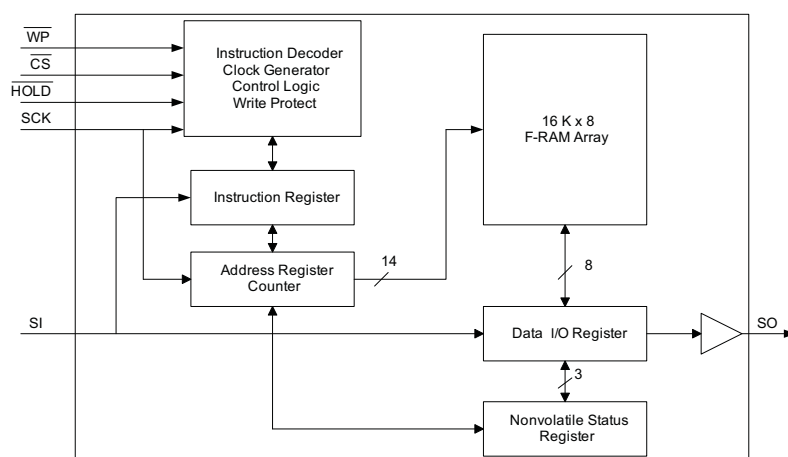 WP
CS
HOLD
SCK
Instruction Decoder
Clock Generator
Control Logic
Write Protect
16 K x 8
F-RAM Array
Instruction Register
Address Register
Counter
14
8
SI
Data I/O Register
SO
3
Nonvolatile Status
Register